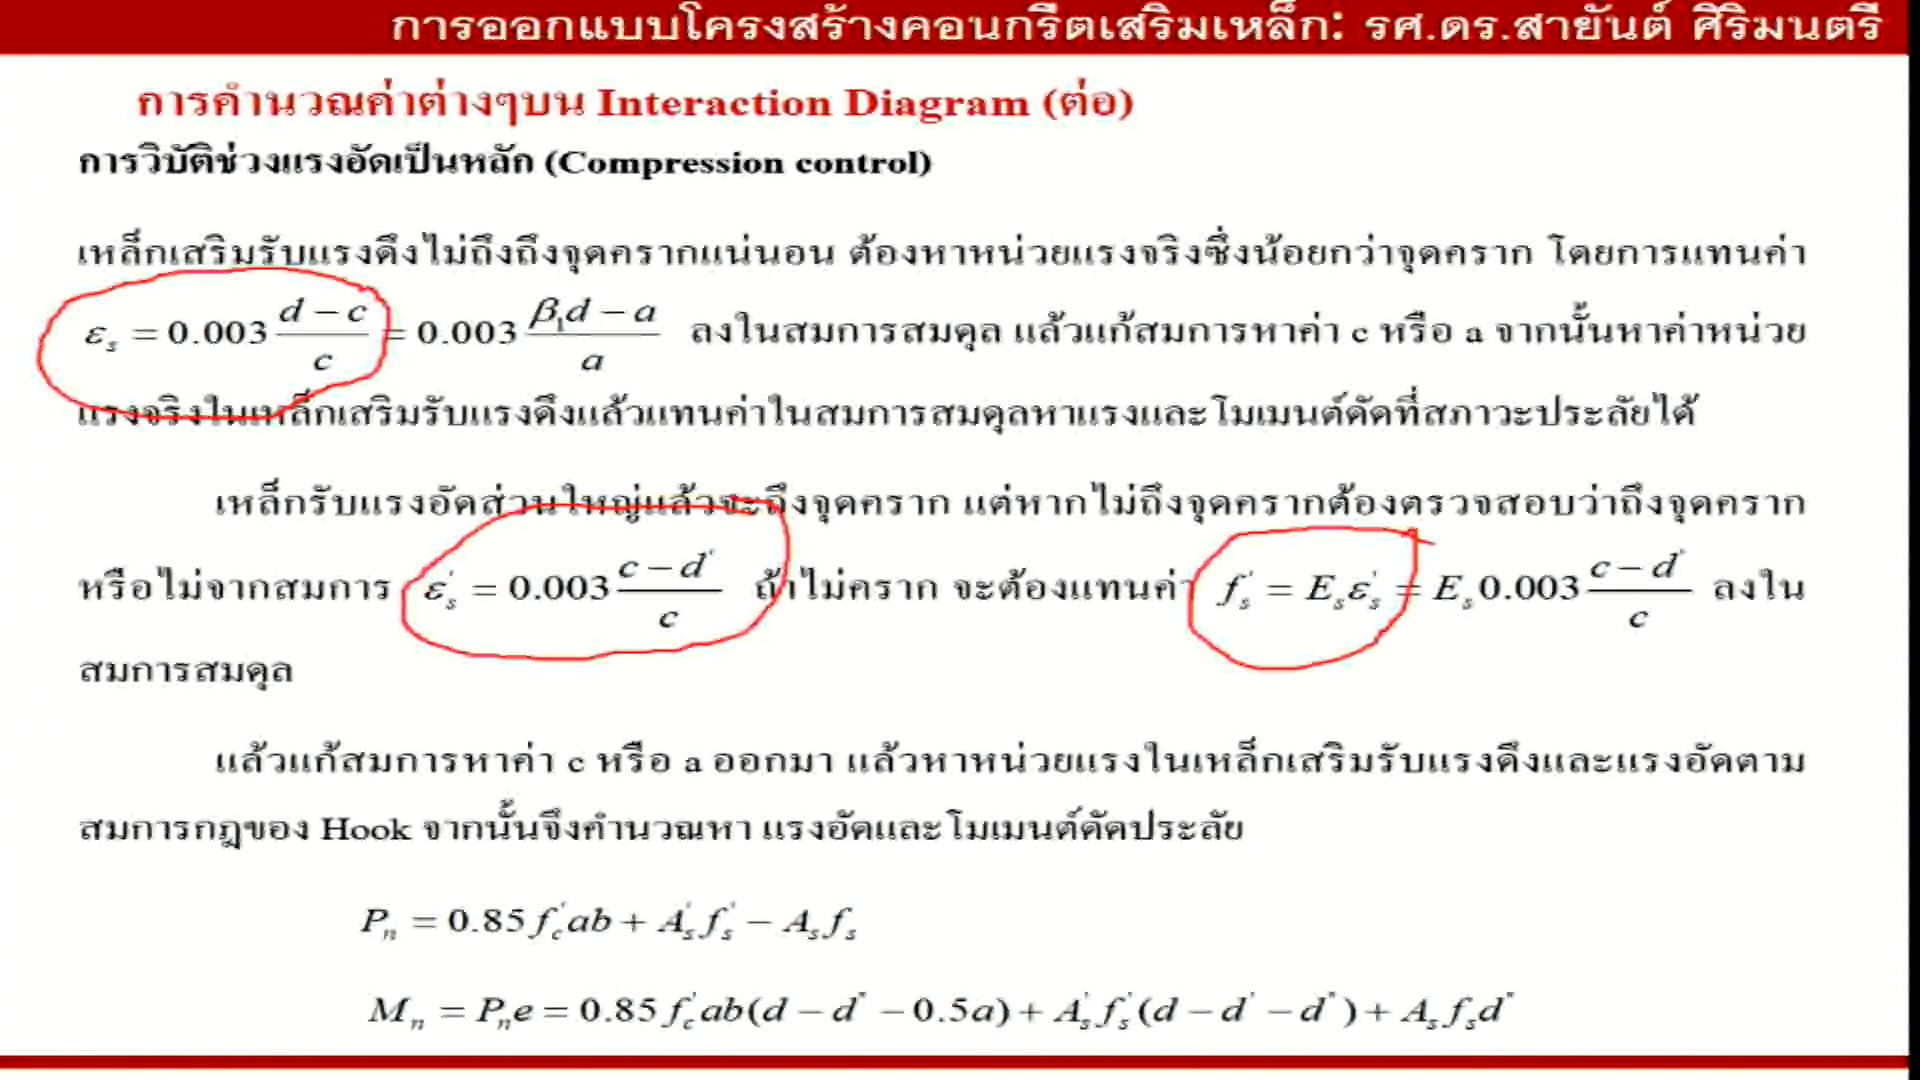 การออกแบบโครงสร้างคอนกรีตเสริมเหล็ก: รศ.ดร.สายันต์ ศิริมนตรี
การคำนวณค่าต่างๆบน Interaction Diagram (ต่อ)
การวิบัติช่วงแรงอัดเป็นหลัก (Compression control)
เหล็กเสริมรับแรงดึงไม่ถึงถึงจุดครากแน่นอน ต้องหาหน่วยแรงจริงซึ่งน้อยกว่าจุดคราก โดยการแทนค่า
εₛ = 0.003 (d − c)/c = 0.003 (β₁d − a)/a ลงในสมการสมดุล แล้วแก้สมการหาค่า c หรือ a จากนั้นหาค่าหน่วย
แรงจริงในเหล็กเสริมรับแรงดึงแล้วแทนค่าในสมการสมดุลหาแรงและโมเมนต์ดัดที่สภาวะประลัยได้
เหล็กรับแรงอัดส่วนใหญ่แล้วจะถึงจุดคราก แต่หากไม่ถึงจุดครากต้องตรวจสอบว่าถึงจุดคราก
หรือไม่จากสมการ ε'ₛ = 0.003 (c − d')/c ถ้าไม่คราก จะต้องแทนค่า f'ₛ = Eₛε'ₛ = Eₛ0.003 (c − d')/c ลงใน
สมการสมดุล
แล้วแก้สมการหาค่า c หรือ a ออกมา แล้วหาหน่วยแรงในเหล็กเสริมรับแรงดึงและแรงอัดตาม
สมการกฎของ Hook จากนั้นจึงคำนวณหา แรงอัดและโมเมนต์ดัดประลัย
Pₙ = 0.85f'꜀ab + A'ₛf'ₛ − Aₛfₛ
Mₙ = Pₙe = 0.85f'꜀ab(d − d" − 0.5a) + A'ₛf'ₛ(d − d' − d") + Aₛfₛd"